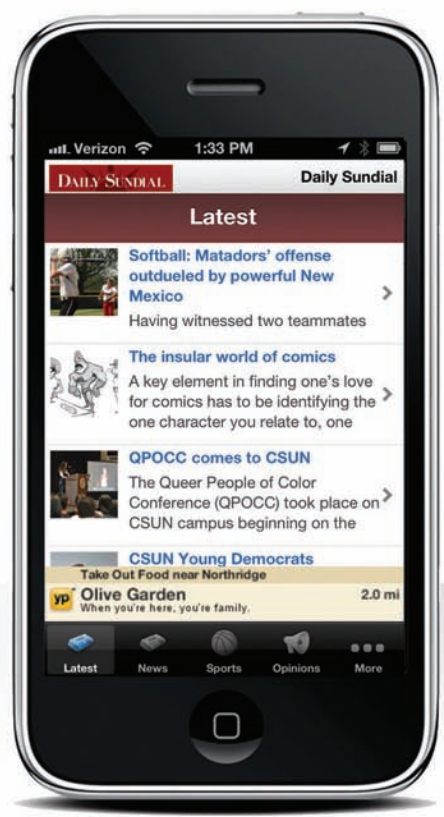 Verizon 1:33 PM
DAILY SUNDIAL Daily Sundial
Latest
Softball: Matadors' offense
outdueled by powerful New
Mexico
Having witnessed two teammates
The insular world of comics
A key element in finding one's love
for comics has to be identifying the
one character you relate to, one
QPOCC comes to CSUN
The Queer People of Color
Conference (QPOCC) took place on
CSUN campus beginning on the
CSUN Young Democrats
Take Out Food near Northridge
yp Olive Garden 2.0 mi
When you're here, you're family.
Latest News Sports Opinions More